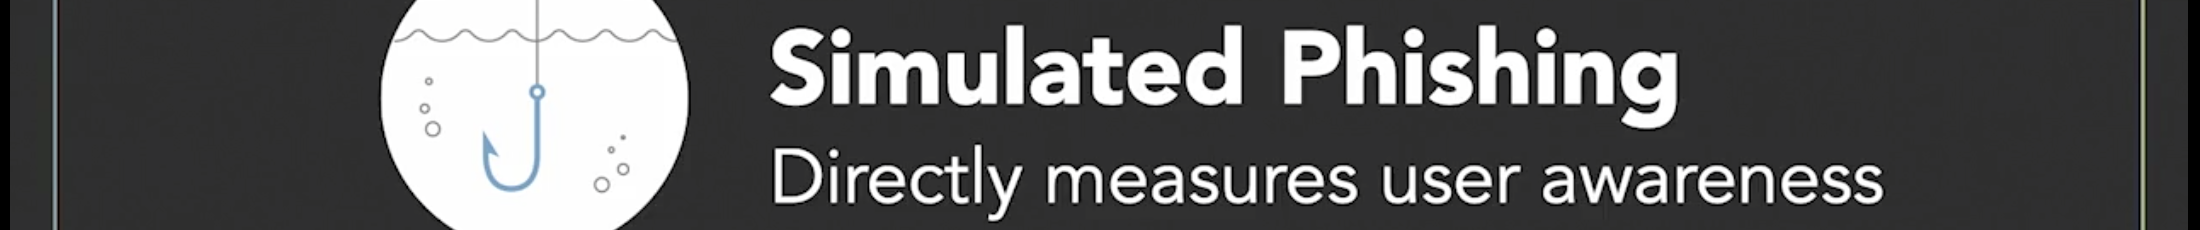 Simulated Phishing
Directly measures user awareness